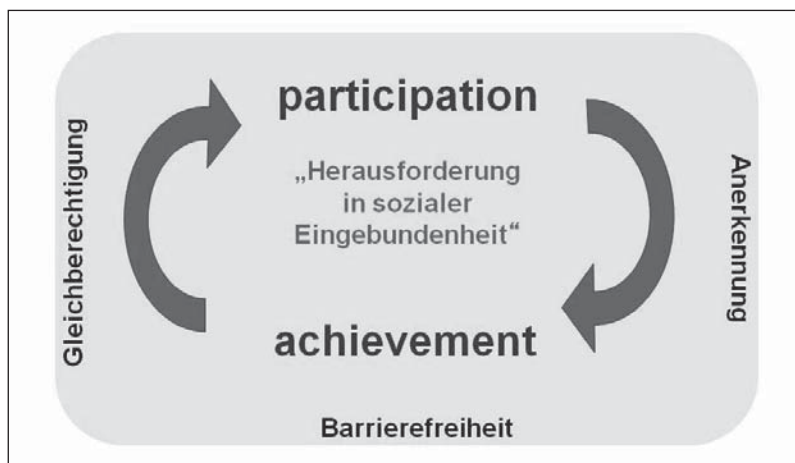 participation
„Herausforderung
in sozialer
Eingebundenheit“
achievement
Gleichberechtigung
Anerkennung
Barrierefreiheit